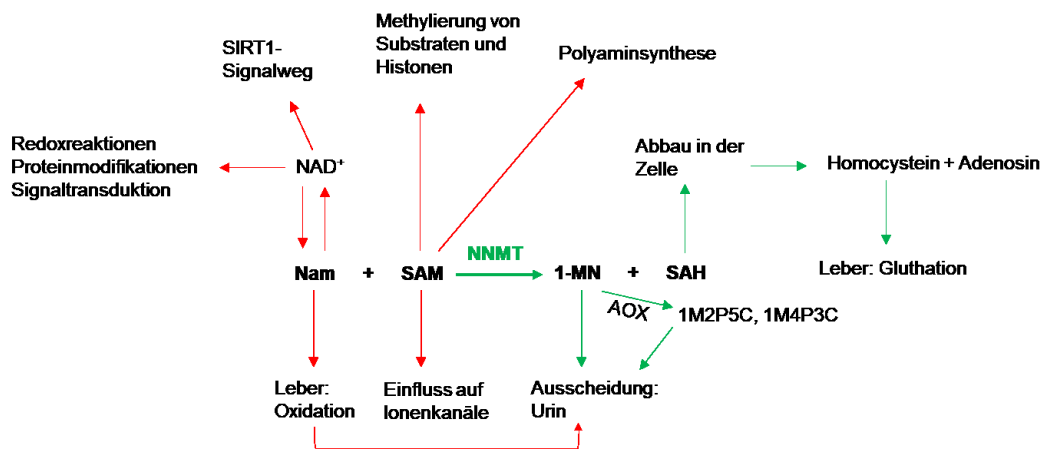 Methylierung von
Substraten und
Histonen
SIRT1-
Signalweg
Polyaminsynthese
Redoxreaktionen
Proteinmodifikationen
Signaltransduktion
NAD⁺
Abbau in der
Zelle
Homocystein + Adenosin
NNMT
Nam + SAM 1-MN + SAH
Leber: Gluthation
AOX
1M2P5C, 1M4P3C
Leber:
Oxidation
Einfluss auf
Ionenkanäle
Ausscheidung:
Urin